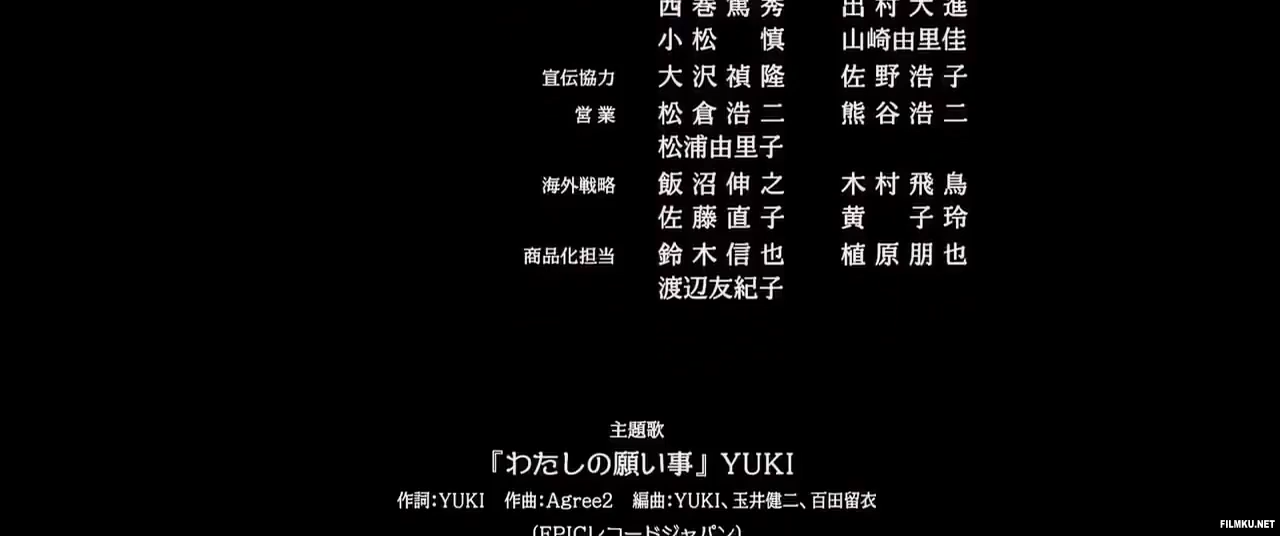 西巻篤秀 出村大進
小松 慎 山崎由里佳
宣伝協力 大沢禎隆 佐野浩子
営業 松倉浩二 熊谷浩二
松浦由里子
海外戦略 飯沼伸之 木村飛鳥
佐藤直子 黄 子玲
商品化担当 鈴木信也 植原朋也
渡辺友紀子
主題歌
『わたしの願い事』YUKI
作詞：YUKI 作曲：Agree2 編曲：YUKI、玉井健二、百田留衣
(EPICレコードジャパン)
FILMKU.NET